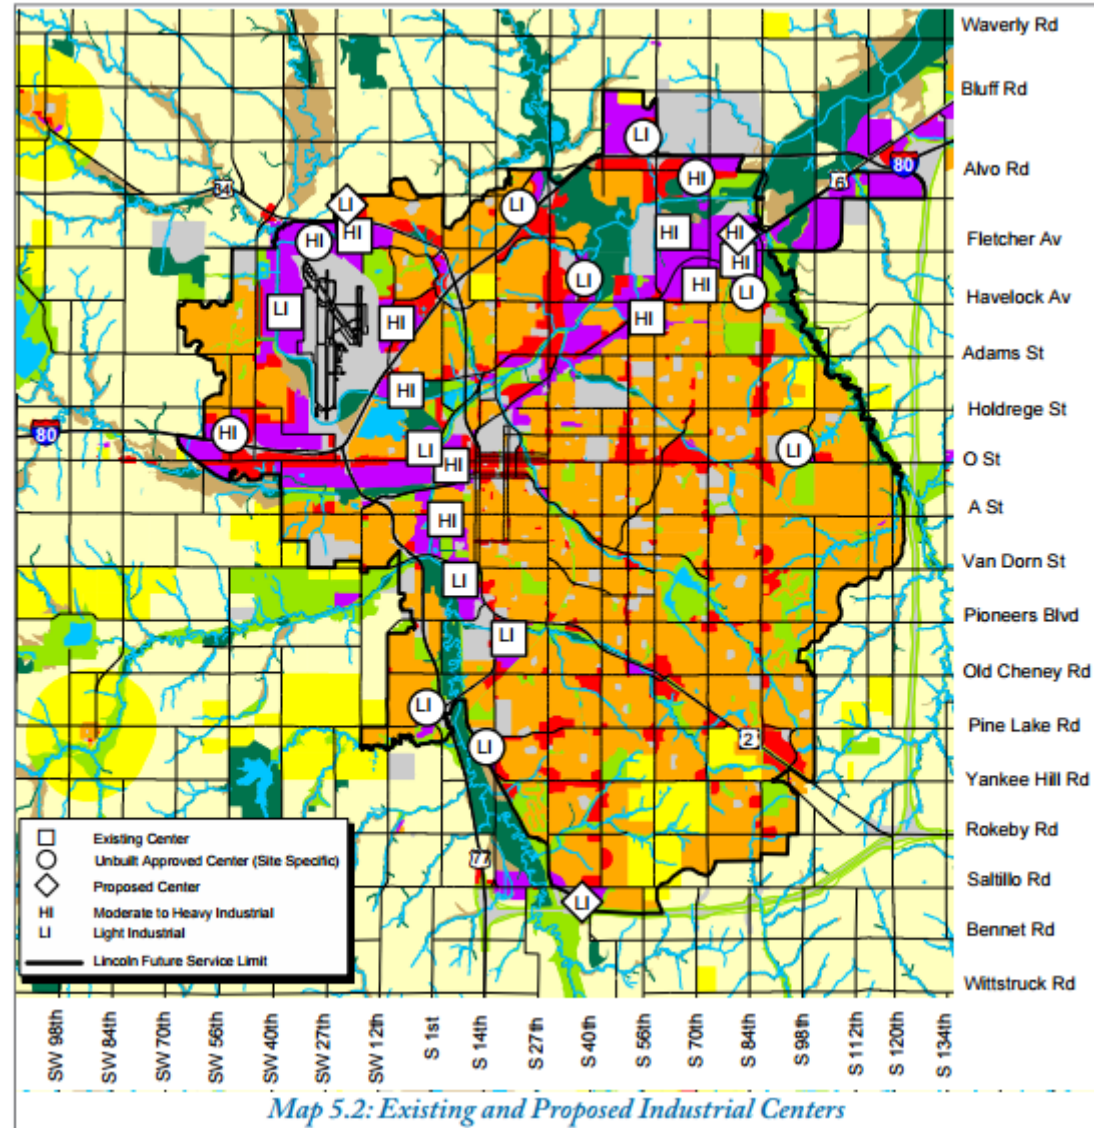 Waverly Rd
Bluff Rd
LI
80
Alvo Rd
HI
6
34
LI
LI
HI
HI
HI
HI
HI
Fletcher Av
HI
LI
HI
LI
Havelock Av
LI
HI
HI
Adams St
HI
Holdrege St
80
HI
LI
LI
HI
O St
A St
HI
Van Dorn St
LI
Pioneers Blvd
LI
Old Cheney Rd
LI
Pine Lake Rd
LI
2
Yankee Hill Rd
Rokeby Rd
77
Saltillo Rd
LI
Bennet Rd
Wittstruck Rd
Existing Center
Unbuilt Approved Center (Site Specific)
Proposed Center
HI Moderate to Heavy Industrial
LI Light Industrial
Lincoln Future Service Limit
SW 98th
SW 84th
SW 70th
SW 56th
SW 40th
SW 27th
SW 12th
S 1st
S 14th
S 27th
S 40th
S 56th
S 70th
S 84th
S 98th
S 112th
S 120th
S 134th
Map 5.2: Existing and Proposed Industrial Centers